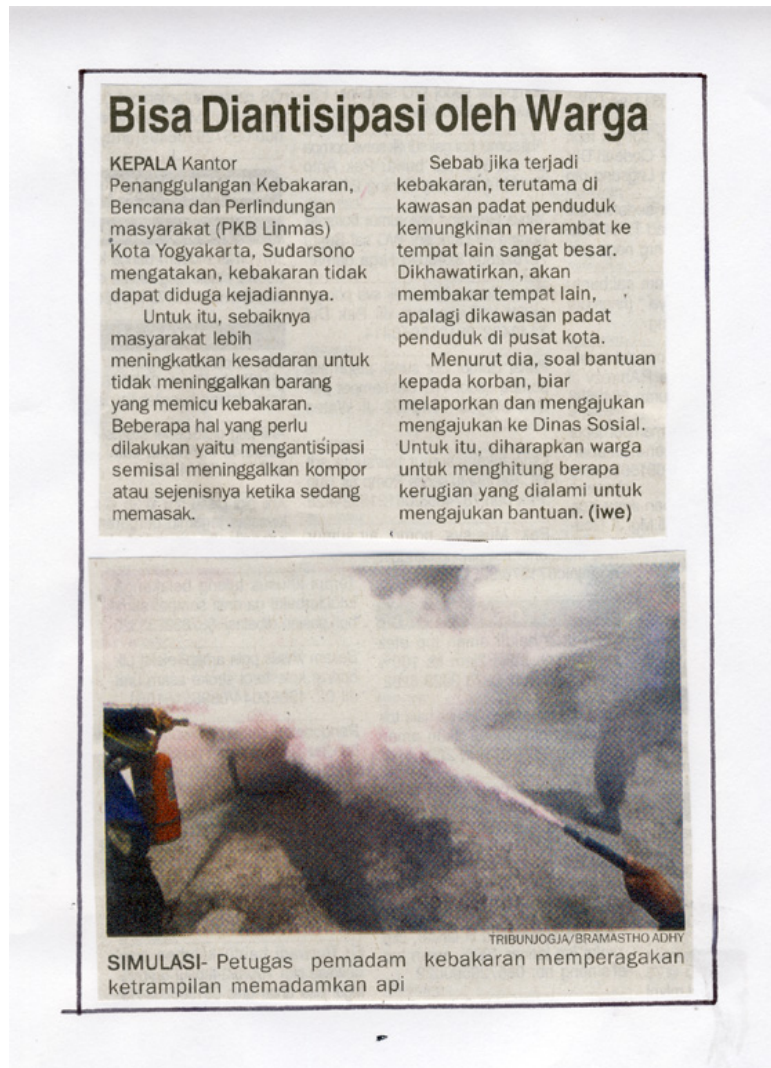 Bisa Diantisipasi oleh Warga
KEPALA Kantor
Penanggulangan Kebakaran,
Bencana dan Perlindungan
masyarakat (PKB Linmas)
Kota Yogyakarta, Sudarsono
mengatakan, kebakaran tidak
dapat diduga kejadiannya.
Untuk itu, sebaiknya
masyarakat lebih
meningkatkan kesadaran untuk
tidak meninggalkan barang
yang memicu kebakaran.
Beberapa hal yang perlu
dilakukan yaitu mengantisipasi
semisal meninggalkan kompor
atau sejenisnya ketika sedang
memasak.
Sebab jika terjadi
kebakaran, terutama di
kawasan padat penduduk
kemungkinan merambat ke
tempat lain sangat besar.
Dikhawatirkan, akan
membakar tempat lain,
apalagi dikawasan padat
penduduk di pusat kota.
Menurut dia, soal bantuan
kepada korban, biar
melaporkan dan mengajukan
mengajukan ke Dinas Sosial.
Untuk itu, diharapkan warga
untuk menghitung berapa
kerugian yang dialami untuk
mengajukan bantuan. (iwe)
TRIBUNJOGJA/BRAMASTHO ADHY
SIMULASI- Petugas pemadam kebakaran memperagakan
ketrampilan memadamkan api